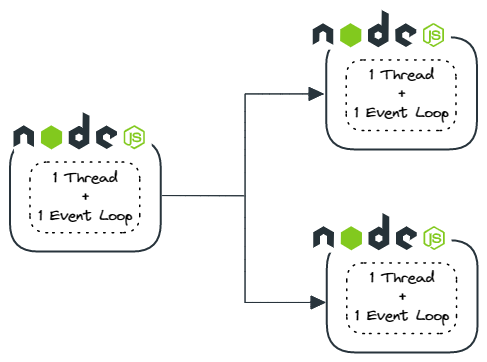 node JS
1 Thread
+
1 Event Loop
node JS
1 Thread
+
1 Event Loop
node JS
1 Thread
+
1 Event Loop